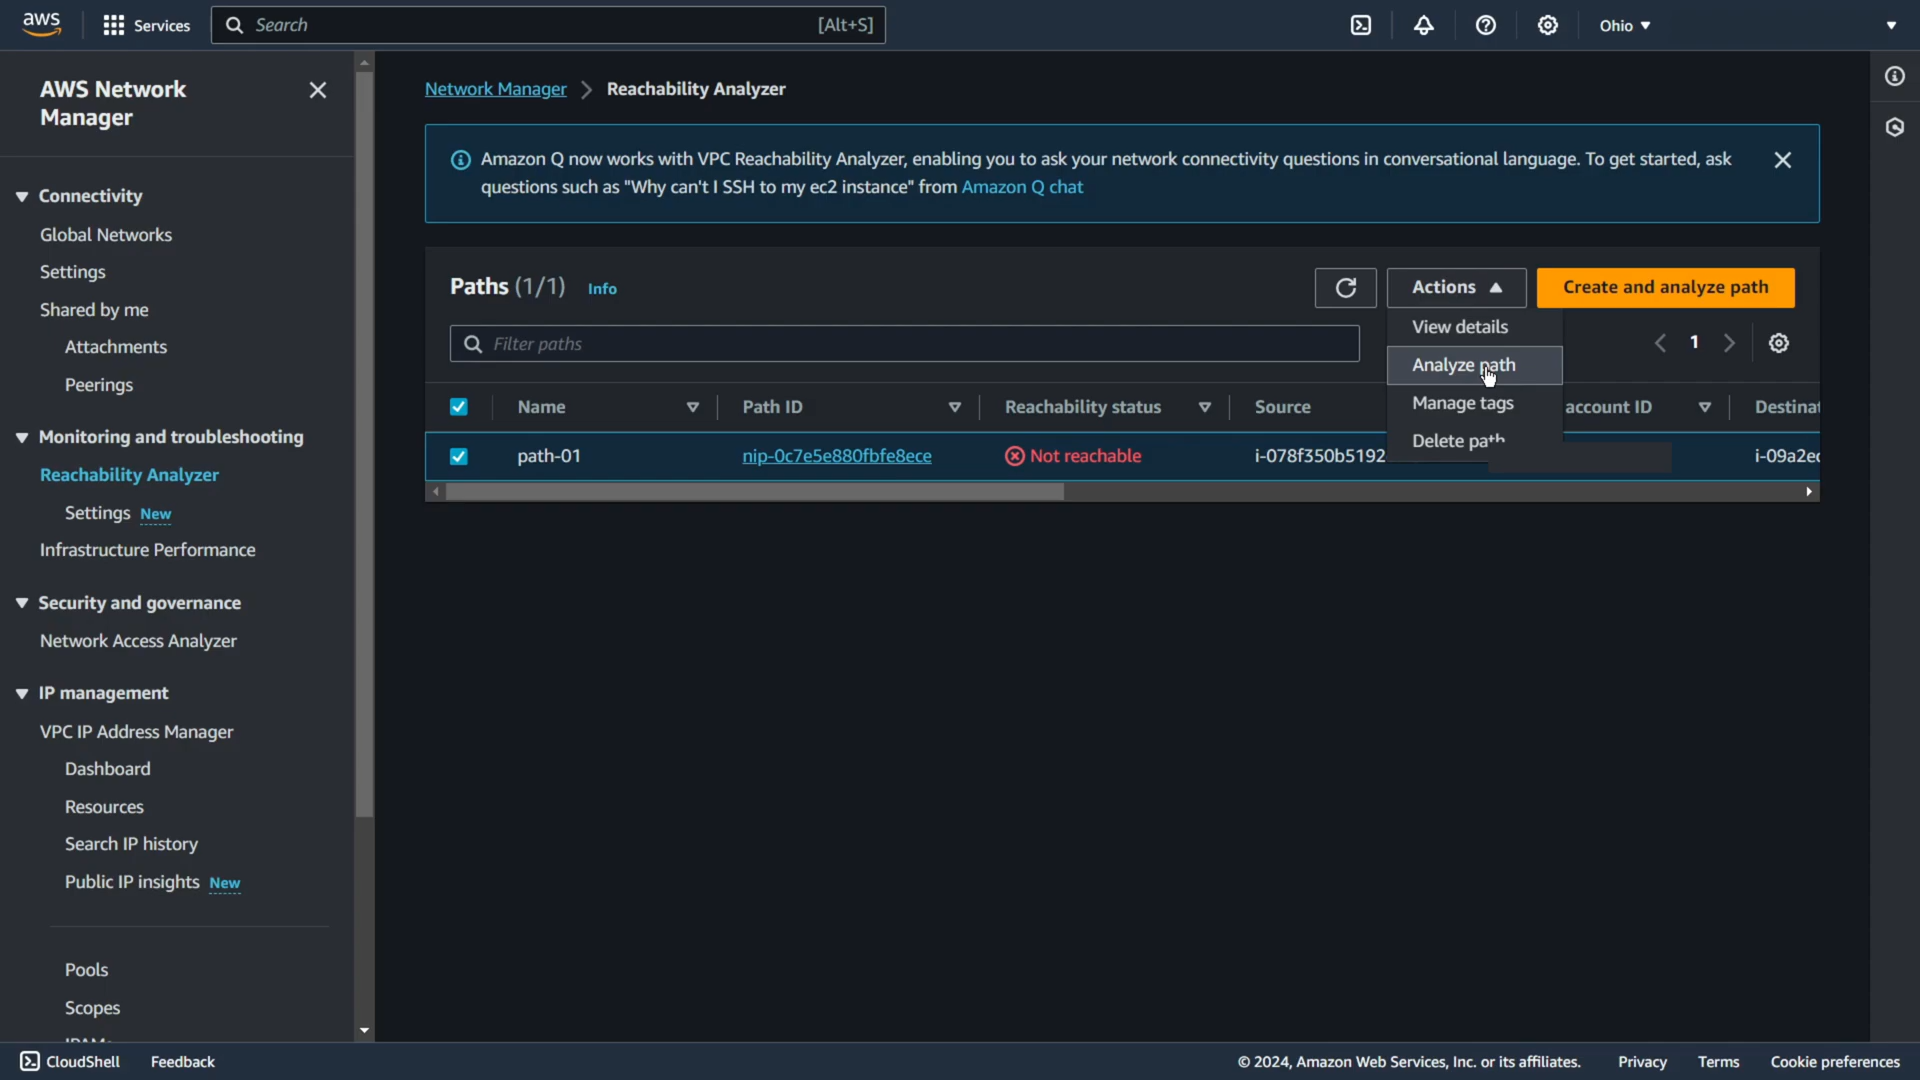 aws
Services
Search
[Alt+S]
Ohio
AWS Network
Manager
Connectivity
Global Networks
Settings
Shared by me
Attachments
Peerings
Monitoring and troubleshooting
Reachability Analyzer
Settings New
Infrastructure Performance
Security and governance
Network Access Analyzer
IP management
VPC IP Address Manager
Dashboard
Resources
Search IP history
Public IP insights New
Pools
Scopes
Network Manager
Reachability Analyzer
Amazon Q now works with VPC Reachability Analyzer, enabling you to ask your network connectivity questions in conversational language. To get started, ask
questions such as "Why can't I SSH to my ec2 instance" from Amazon Q chat
Paths (1/1) Info
Actions
Create and analyze path
Filter paths
1
View details
Analyze path
Manage tags
Delete path
Name
Path ID
Reachability status
Source
account ID
Destinat
path-01
nip-0c7e5e880fbfe8ece
Not reachable
i-078f350b5192
i-09a2e
CloudShell
Feedback
© 2024, Amazon Web Services, Inc. or its affiliates.
Privacy
Terms
Cookie preferences